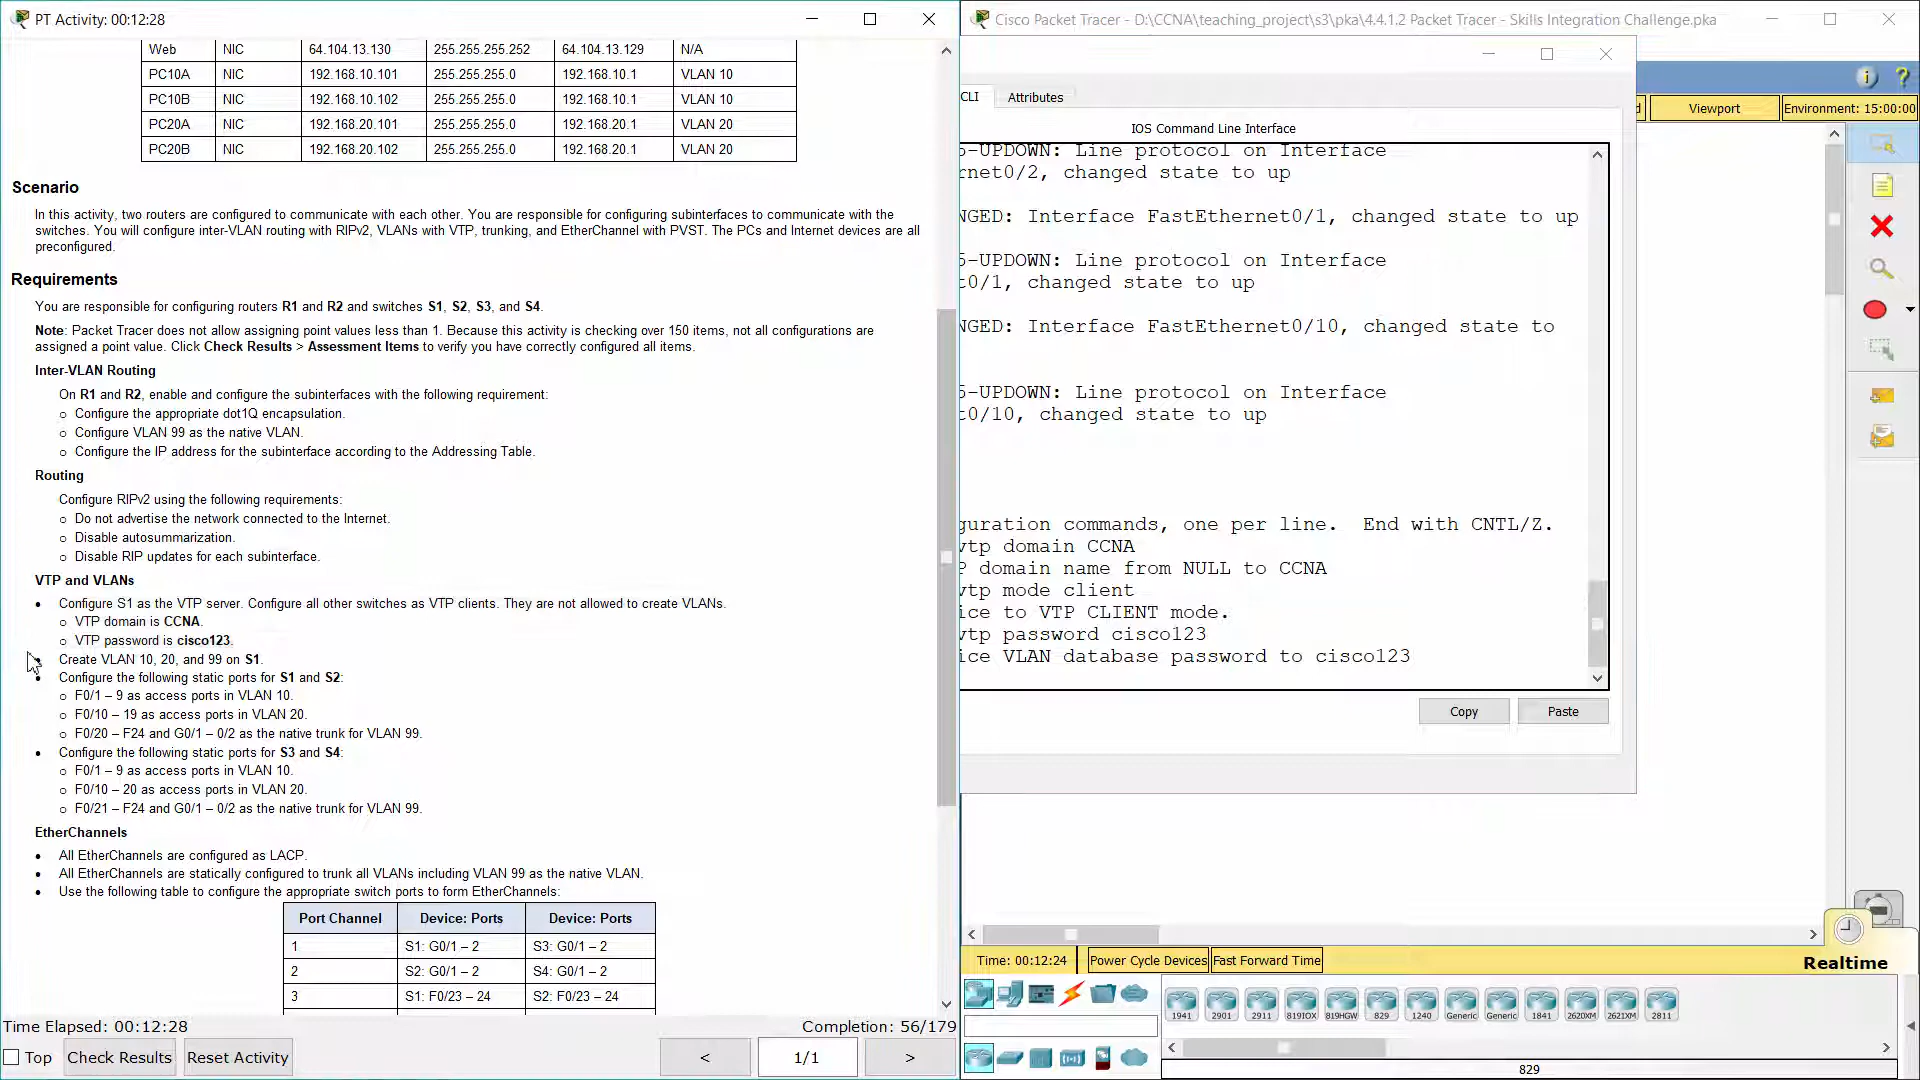 PT Activity: 00:12:28
Web NIC 64.104.13.130 255.255.255.252 64.104.13.129 N/A
PC10A NIC 192.168.10.101 255.255.255.0 192.168.10.1 VLAN 10
PC10B NIC 192.168.10.102 255.255.255.0 192.168.10.1 VLAN 10
PC20A NIC 192.168.20.101 255.255.255.0 192.168.20.1 VLAN 20
PC20B NIC 192.168.20.102 255.255.255.0 192.168.20.1 VLAN 20
Scenario
In this activity, two routers are configured to communicate with each other. You are responsible for configuring subinterfaces to communicate with the
switches. You will configure inter-VLAN routing with RIPv2, VLANs with VTP, trunking, and EtherChannel with PVST. The PCs and Internet devices are all
preconfigured.
Requirements
You are responsible for configuring routers R1 and R2 and switches S1, S2, S3, and S4.
Note: Packet Tracer does not allow assigning point values less than 1. Because this activity is checking over 150 items, not all configurations are
assigned a point value. Click Check Results > Assessment Items to verify you have correctly configured all items.
Inter-VLAN Routing
On R1 and R2, enable and configure the subinterfaces with the following requirement:
o Configure the appropriate dot1Q encapsulation.
o Configure VLAN 99 as the native VLAN.
o Configure the IP address for the subinterface according to the Addressing Table.
Routing
Configure RIPv2 using the following requirements:
o Do not advertise the network connected to the Internet.
o Disable autosummarization.
o Disable RIP updates for each subinterface.
VTP and VLANs
• Configure S1 as the VTP server. Configure all other switches as VTP clients. They are not allowed to create VLANs.
o VTP domain is CCNA.
o VTP password is cisco123.
• Create VLAN 10, 20, and 99 on S1.
• Configure the following static ports for S1 and S2:
o F0/1 – 9 as access ports in VLAN 10.
o F0/10 – 19 as access ports in VLAN 20.
o F0/20 – F24 and G0/1 – 0/2 as the native trunk for VLAN 99.
• Configure the following static ports for S3 and S4:
o F0/1 – 9 as access ports in VLAN 10.
o F0/10 – 20 as access ports in VLAN 20.
o F0/21 – F24 and G0/1 – 0/2 as the native trunk for VLAN 99.
EtherChannels
• All EtherChannels are configured as LACP.
• All EtherChannels are statically configured to trunk all VLANs including VLAN 99 as the native VLAN.
• Use the following table to configure the appropriate switch ports to form EtherChannels:
Port Channel Device: Ports Device: Ports
1 S1: G0/1 – 2 S3: G0/1 – 2
2 S2: G0/1 – 2 S4: G0/1 – 2
3 S1: F0/23 – 24 S2: F0/23 – 24
Time Elapsed: 00:12:28 Completion: 56/179
Top Check Results Reset Activity < 1/1 >
Cisco Packet Tracer - D:\CCNA\teaching_project\s3\pka\4.4.1.2 Packet Tracer - Skills Integration Challenge.pka
CLI Attributes
d Viewport Environment: 15:00:00
IOS Command Line Interface
5-UPDOWN: Line protocol on Interface
rnet0/2, changed state to up
NGED: Interface FastEthernet0/1, changed state to up
5-UPDOWN: Line protocol on Interface
t0/1, changed state to up
NGED: Interface FastEthernet0/10, changed state to
5-UPDOWN: Line protocol on Interface
t0/10, changed state to up
guration commands, one per line.  End with CNTL/Z.
vtp domain CCNA
P domain name from NULL to CCNA
vtp mode client
ice to VTP CLIENT mode.
vtp password cisco123
ice VLAN database password to cisco123
Copy Paste
Time: 00:12:24 Power Cycle Devices Fast Forward Time
Realtime
1941 2901 2911 819IOX 819HGW 829 1240 Generic Generic 1841 2620XM 2621XM 2811
829